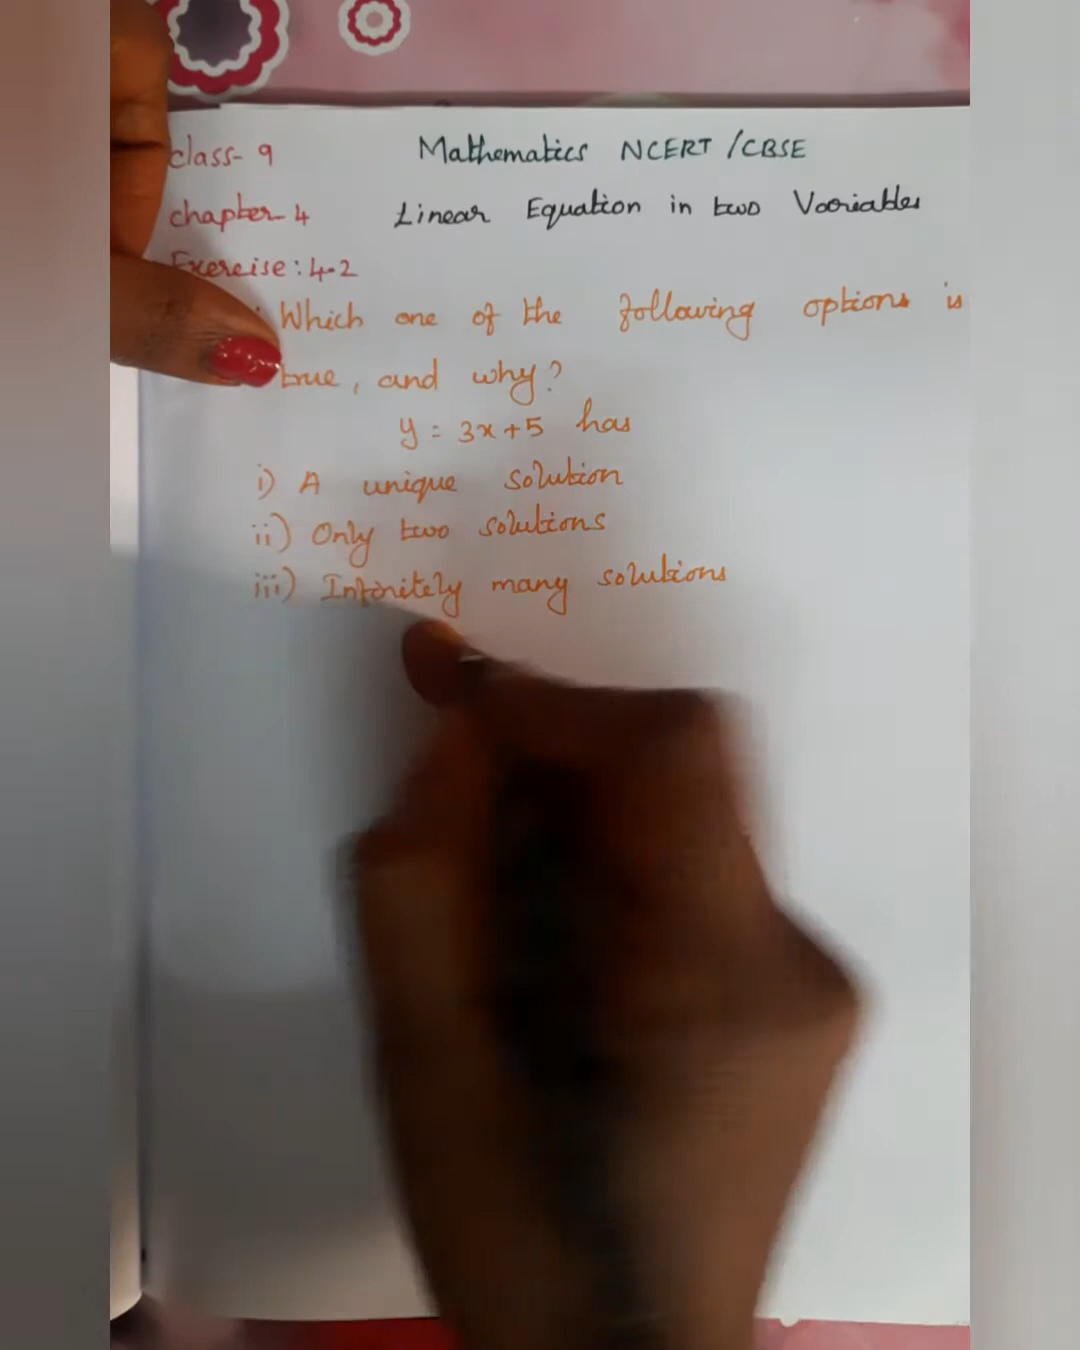 class-9 Mathematics NCERT /CBSE
chapter-4 Linear Equation in two Variables
Exercise: 4.2
Which one of the following options is
true, and why?
y = 3x+5 has
i) A unique solution
ii) Only two solutions
iii) Infinitely many solutions